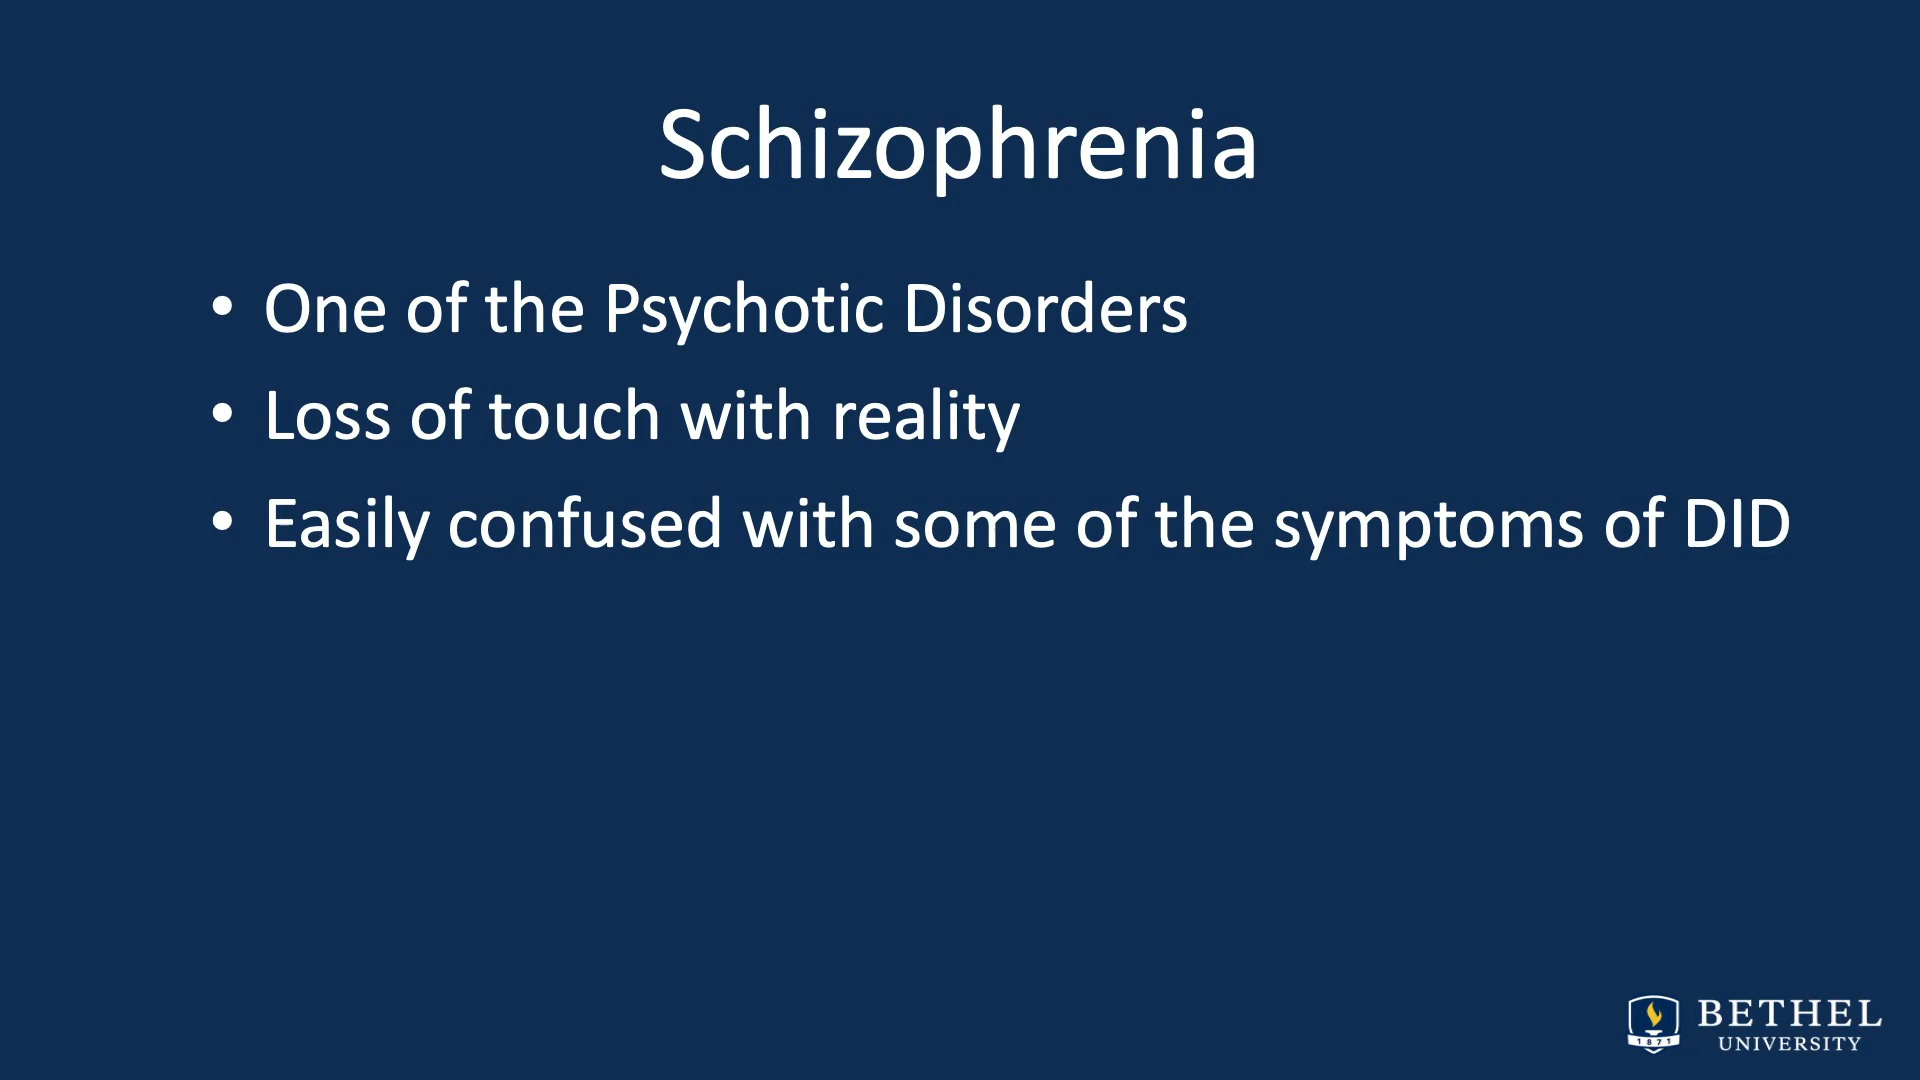 Schizophrenia
• One of the Psychotic Disorders
• Loss of touch with reality
• Easily confused with some of the symptoms of DID
BETHEL
UNIVERSITY
1871